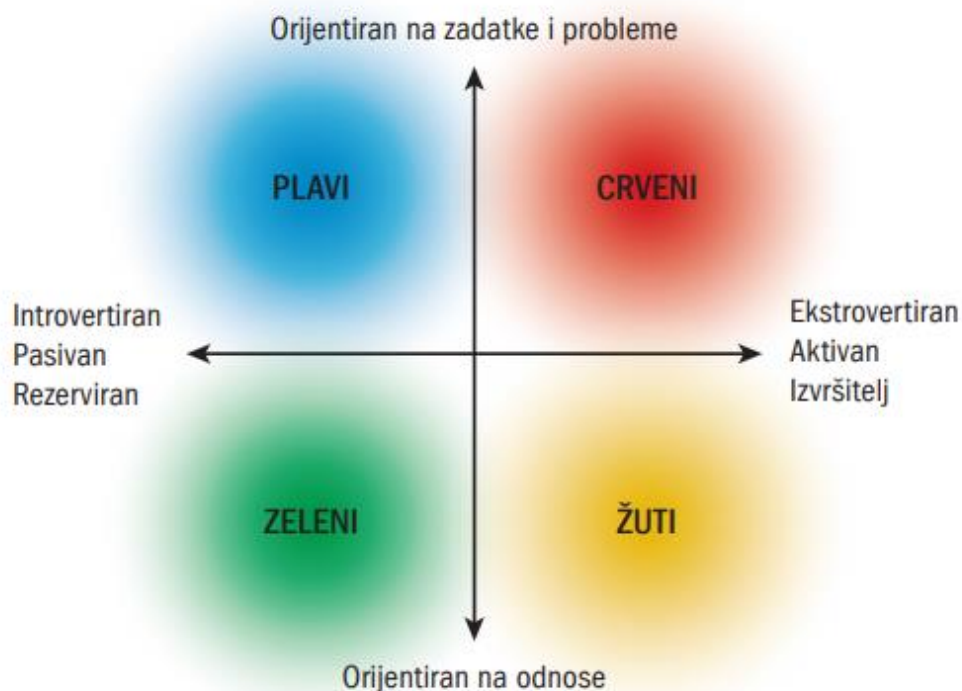 Orijentiran na zadatke i probleme
PLAVI
CRVENI
Introvertiran
Pasivan
Rezerviran
Ekstrovertiran
Aktivan
Izvršitelj
ZELENI
ŽUTI
Orijentiran na odnose